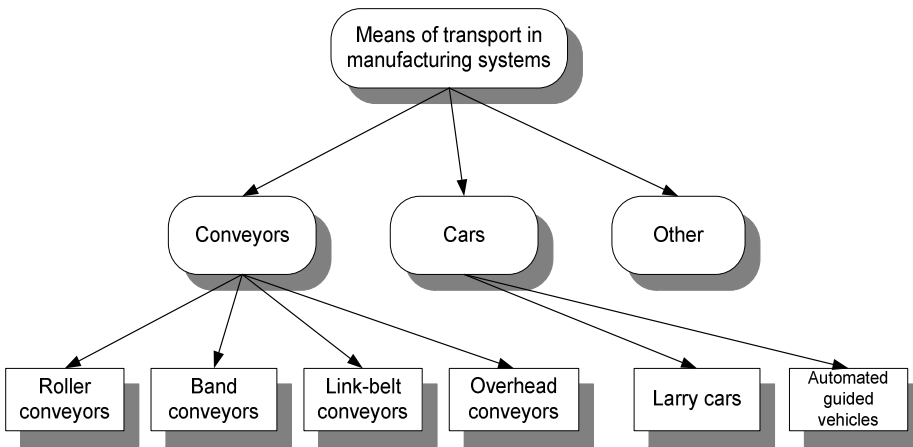 Means of transport in
manufacturing systems
Conveyors
Cars
Other
Roller
conveyors
Band
conveyors
Link-belt
conveyors
Overhead
conveyors
Larry cars
Automated
guided
vehicles